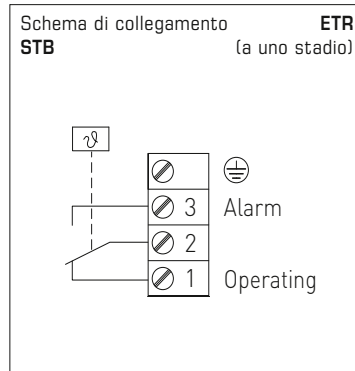 Schema di collegamento ETR
STB (a uno stadio)
ϑ
3 Alarm
2
1 Operating